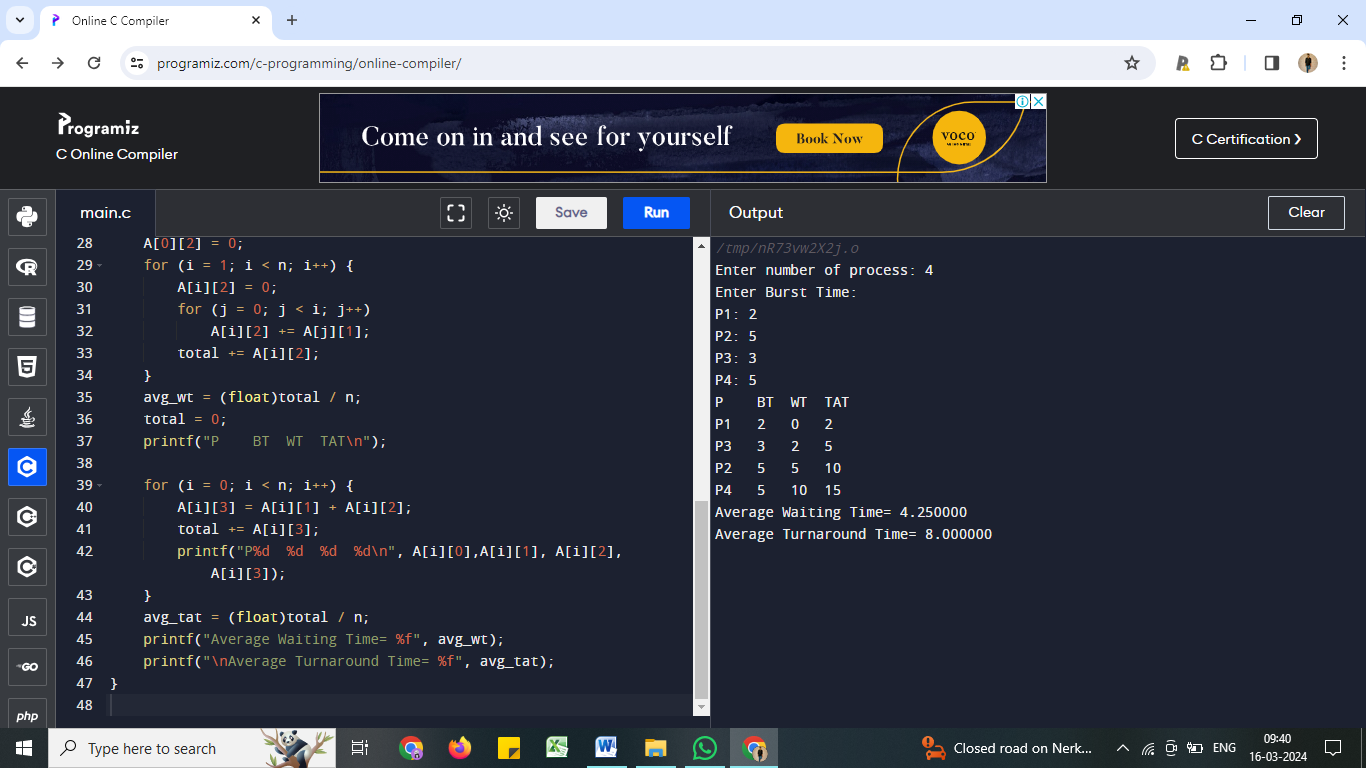 Online C Compiler
programiz.com/c-programming/online-compiler/
Programiz
C Online Compiler
Come on in and see for yourself
Book Now
voco
C Certification
main.c
Save
Run
Output
Clear
28 A[0][2] = 0;
29 for (i = 1; i < n; i++) {
30 A[i][2] = 0;
31 for (j = 0; j < i; j++)
32 A[i][2] += A[j][1];
33 total += A[i][2];
34 }
35 avg_wt = (float)total / n;
36 total = 0;
37 printf("P    BT  WT  TAT\n");
38
39 for (i = 0; i < n; i++) {
40 A[i][3] = A[i][1] + A[i][2];
41 total += A[i][3];
42 printf("P%d  %d  %d  %d\n", A[i][0],A[i][1], A[i][2],
A[i][3]);
43 }
44 avg_tat = (float)total / n;
45 printf("Average Waiting Time= %f", avg_wt);
46 printf("\nAverage Turnaround Time= %f", avg_tat);
47 }
48
/tmp/nR73vw2X2j.o
Enter number of process: 4
Enter Burst Time:
P1: 2
P2: 5
P3: 3
P4: 5
P    BT  WT  TAT
P1   2   0   2
P3   3   2   5
P2   5   5   10
P4   5   10  15
Average Waiting Time= 4.250000
Average Turnaround Time= 8.000000
JS
GO
php
Type here to search
Closed road on Nerk...
ENG
09:40
16-03-2024